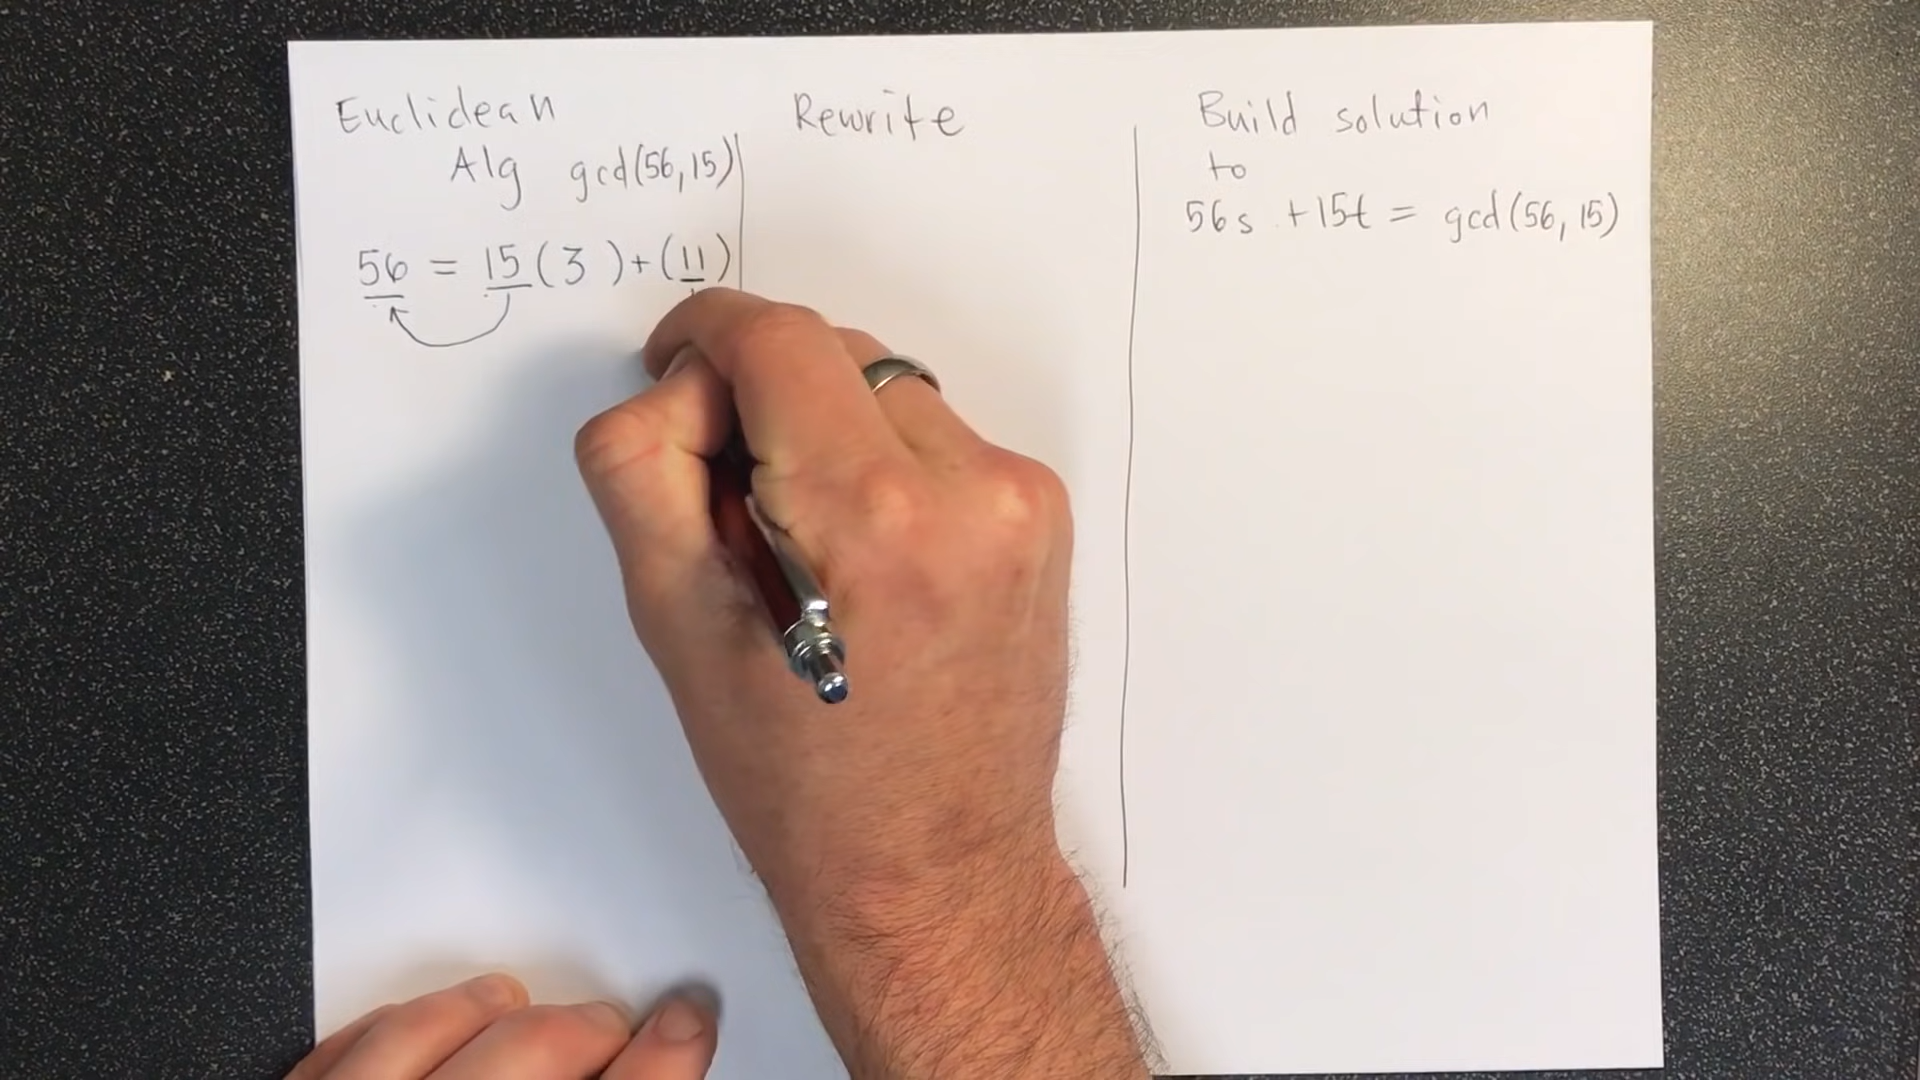 Euclidean
Alg gcd(56,15)
56 = 15(3)+(11)
Rewrite
Build solution
to
56s +15t = gcd(56,15)